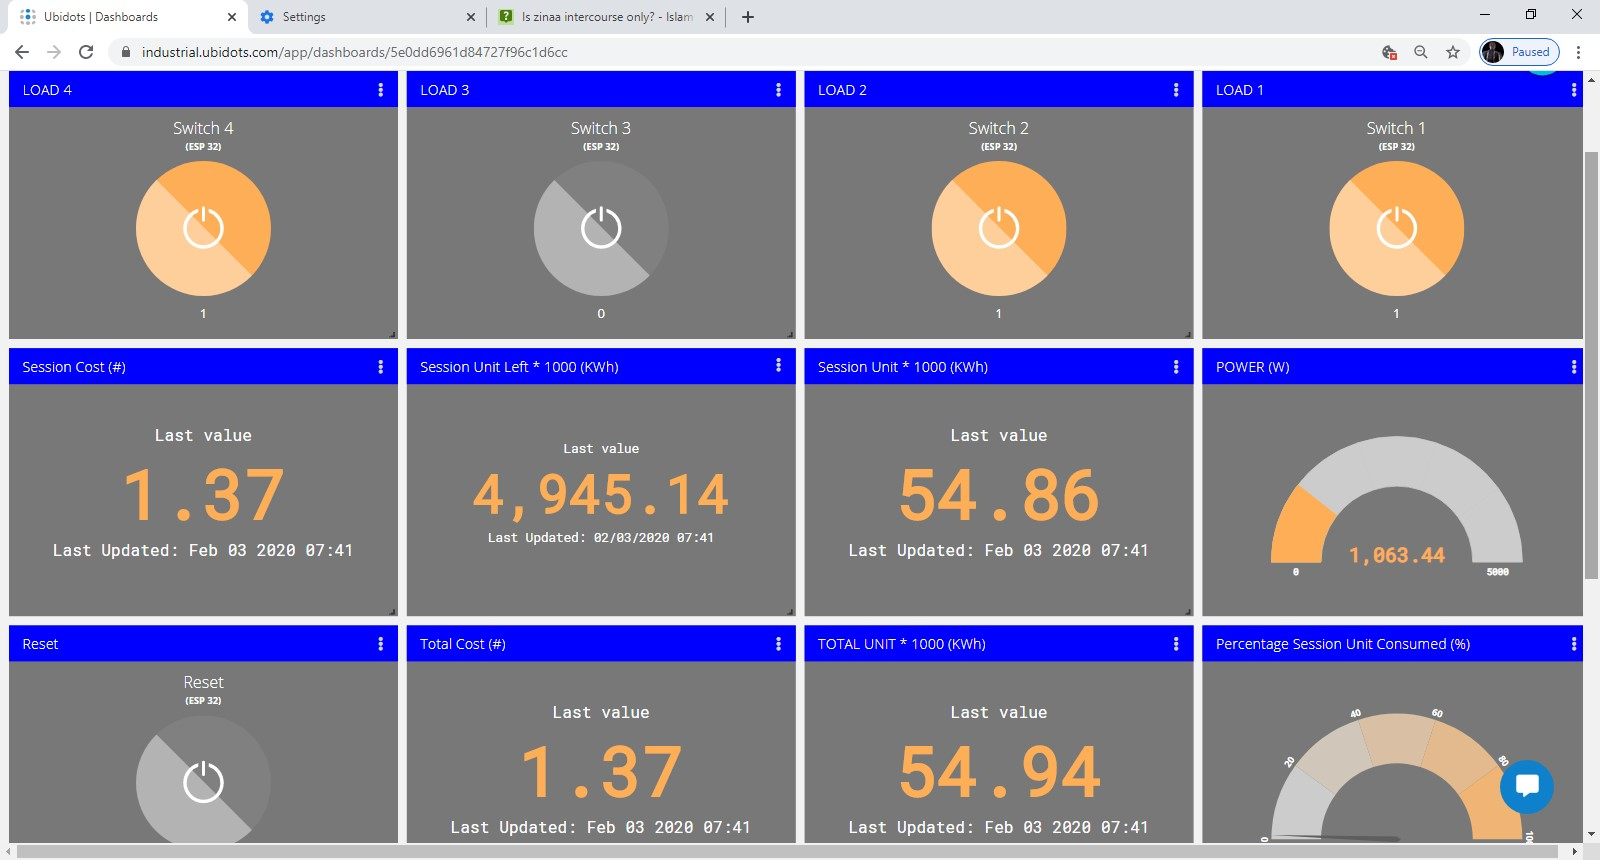 Ubidots | Dashboards
Settings
Is zinaa intercourse only? - Islam
industrial.ubidots.com/app/dashboards/5e0dd6961d84727f96c1d6cc
Paused
LOAD 4
LOAD 3
LOAD 2
LOAD 1
Switch 4
(ESP 32)
1
Switch 3
(ESP 32)
0
Switch 2
(ESP 32)
1
Switch 1
(ESP 32)
1
Session Cost (#)
Session Unit Left * 1000 (KWh)
Session Unit * 1000 (KWh)
POWER (W)
Last value
1.37
Last Updated: Feb 03 2020 07:41
Last value
4,945.14
Last Updated: 02/03/2020 07:41
Last value
54.86
Last Updated: Feb 03 2020 07:41
1,063.44
0
5000
Reset
Total Cost (#)
TOTAL UNIT * 1000 (KWh)
Percentage Session Unit Consumed (%)
Reset
(ESP 32)
Last value
1.37
Last Updated: Feb 03 2020 07:41
Last value
54.94
Last Updated: Feb 03 2020 07:41
0
20
40
60
80